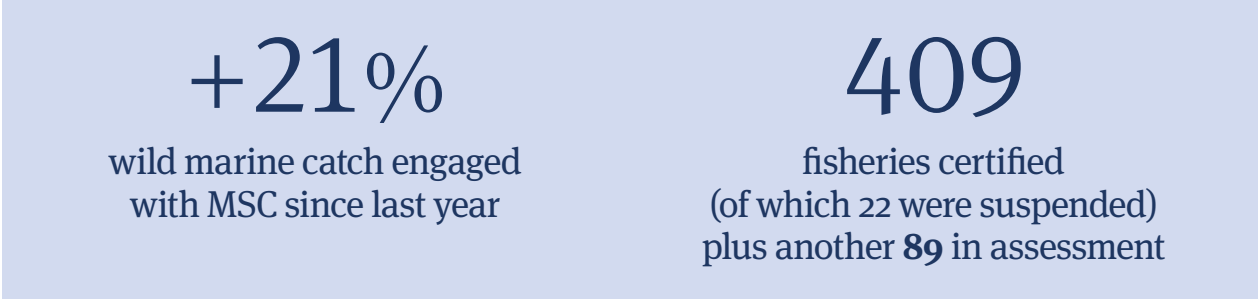 +21%
wild marine catch engaged
with MSC since last year
409
fisheries certified
(of which 22 were suspended)
plus another 89 in assessment